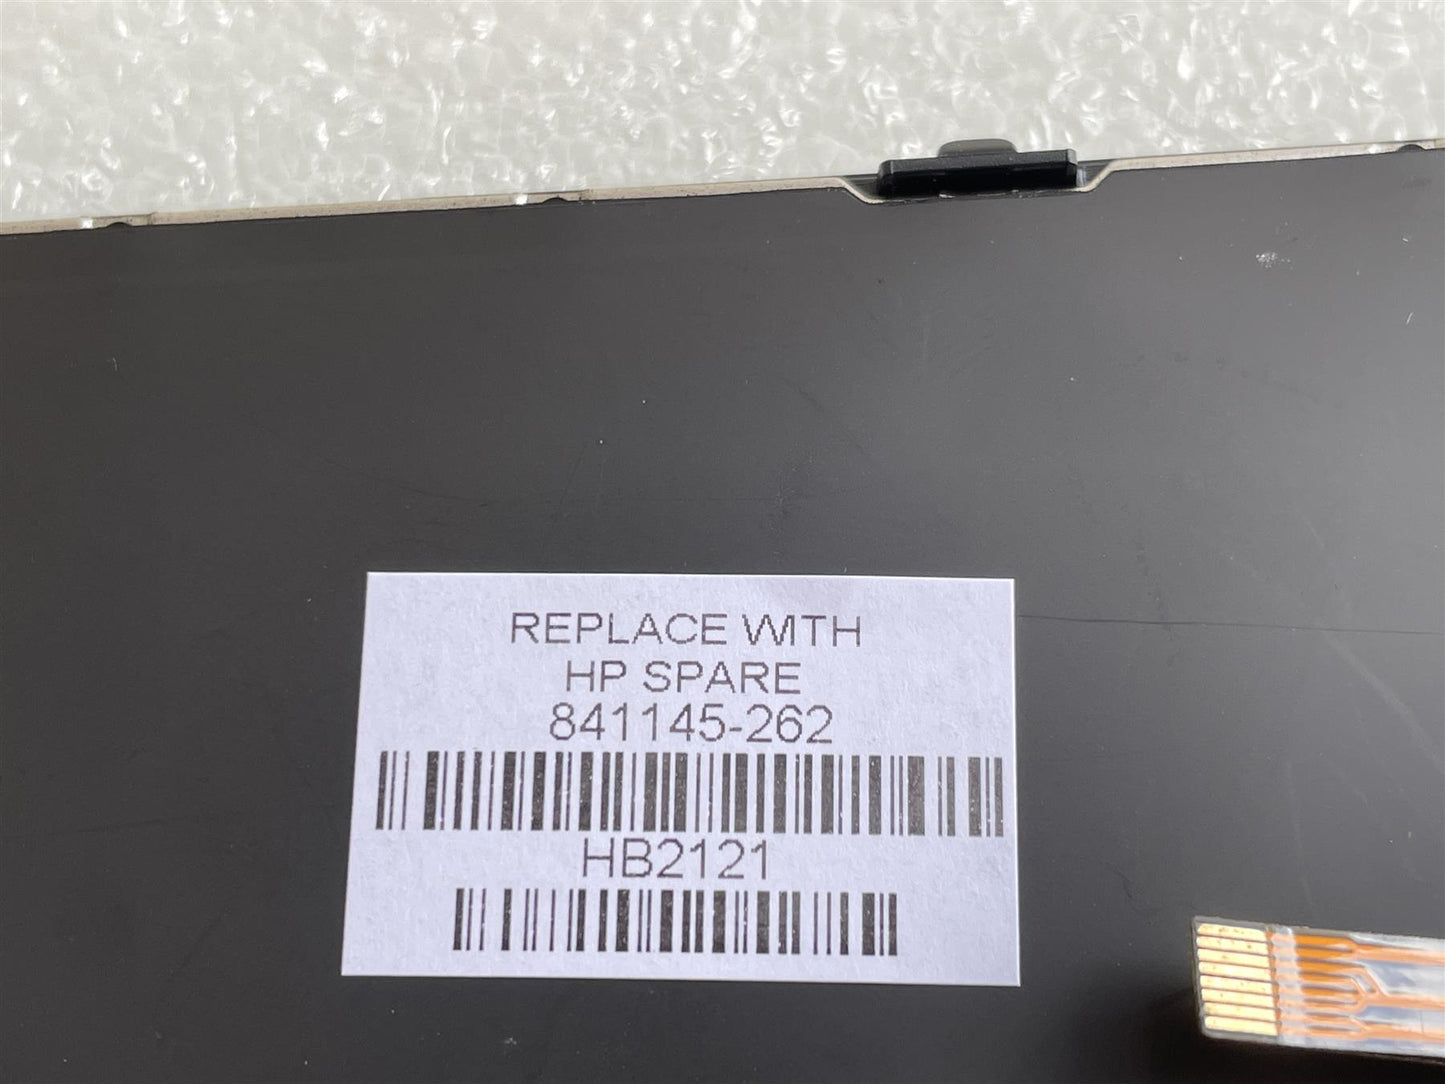 REPLACE WITH
HP SPARE
841145-262
HB2121